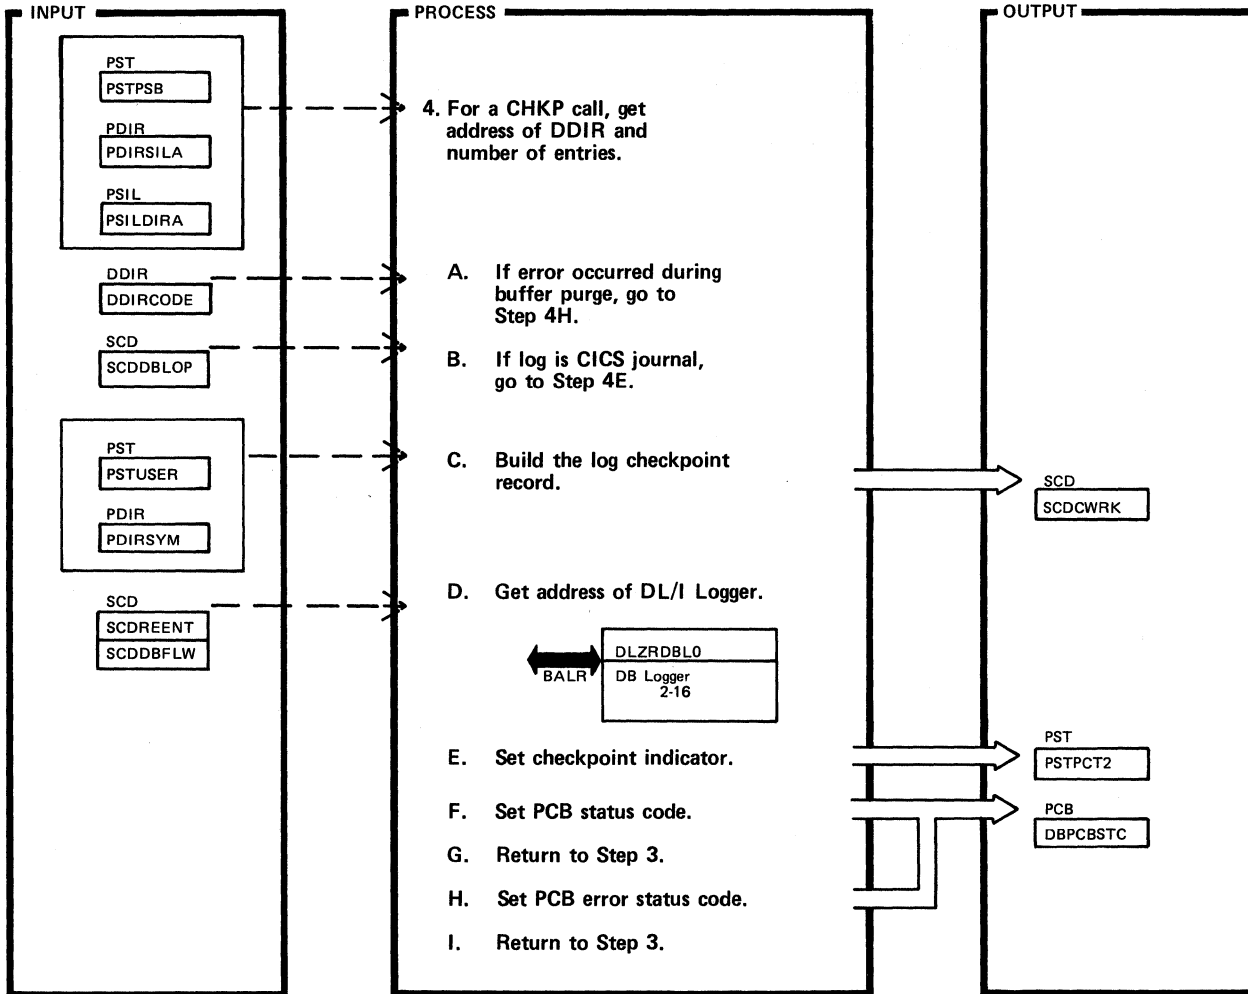 INPUT
PST
PSTPSB
PDIR
PDIRSILA
PSIL
PSILDIRA
DDIR
DDIRCODE
SCD
SCDDBLOP
PST
PSTUSER
PDIR
PDIRSYM
SCD
SCDREENT
SCDDBFLW
PROCESS
4. For a CHKP call, get
address of DDIR and
number of entries.
A. If error occurred during
buffer purge, go to
Step 4H.
B. If log is CICS journal,
go to Step 4E.
C. Build the log checkpoint
record.
D. Get address of DL/I Logger.
BALR
DLZRDBL0
DB Logger
2-16
E. Set checkpoint indicator.
F. Set PCB status code.
G. Return to Step 3.
H. Set PCB error status code.
I. Return to Step 3.
OUTPUT
SCD
SCDCWRK
PST
PSTPCT2
PCB
DBPCBSTC